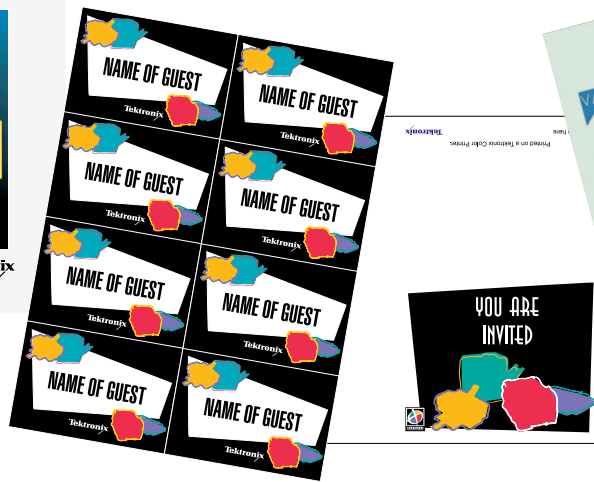 NAME OF GUEST
Tektronix
NAME OF GUEST
Tektronix
NAME OF GUEST
Tektronix
NAME OF GUEST
Tektronix
NAME OF GUEST
Tektronix
NAME OF GUEST
Tektronix
NAME OF GUEST
Tektronix
NAME OF GUEST
Tektronix
ix
Printed on a Tektronix Color Printer.
here
Tektronix
YOU ARE
INVITED